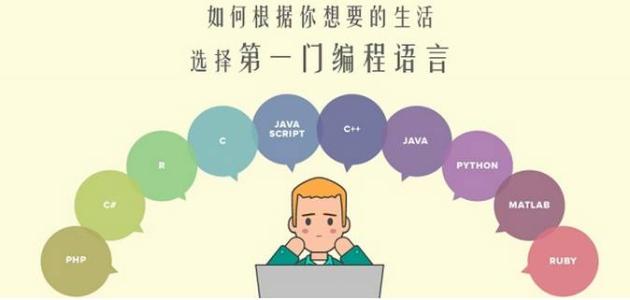 如何根据你想要的生活
选择第一门编程语言
PHP
C#
R
C
JAVA
SCRIPT
C++
JAVA
PYTHON
MATLAB
RUBY